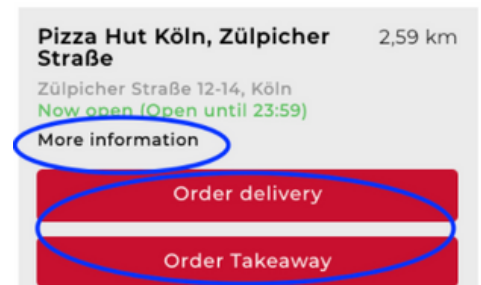 Pizza Hut Köln, Zülpicher 2,59 km
Straße
Zülpicher Straße 12-14, Köln
Now open (Open until 23:59)
More information
Order delivery
Order Takeaway